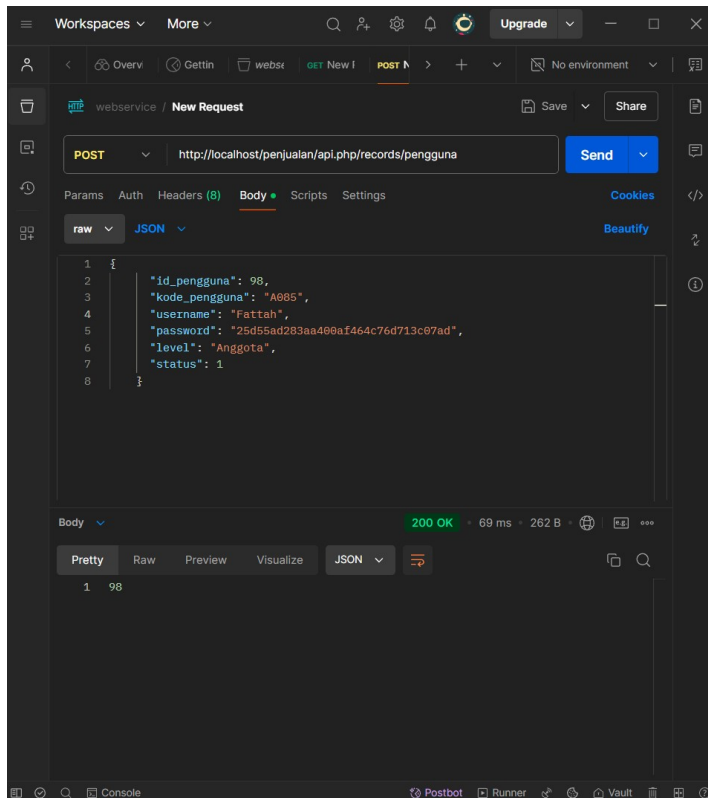 Workspaces More Upgrade
Overvi Gettin webse GET New I POST N No environment
HTTP webservice / New Request Save Share
POST http://localhost/penjualan/api.php/records/pengguna Send
Params Auth Headers (8) Body Scripts Settings Cookies
raw JSON Beautify
1 {
2 "id_pengguna": 98,
3 "kode_pengguna": "A085",
4 "username": "Fattah",
5 "password": "25d55ad283aa400af464c76d713c07ad",
6 "level": "Anggota",
7 "status": 1
8 }
Body 200 OK 69 ms 262 B e.g.
Pretty Raw Preview Visualize JSON
1 98
Console Postbot Runner Vault